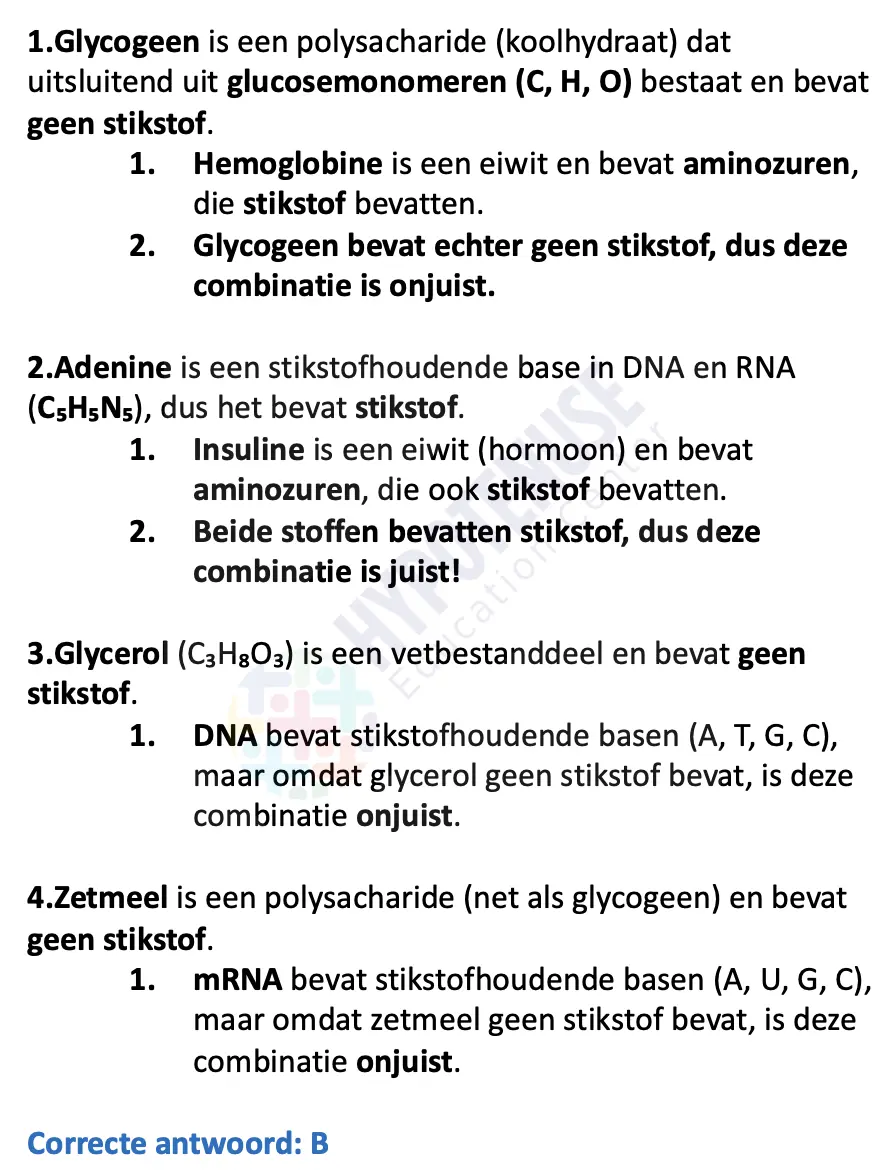 1.Glycogeen is een polysacharide (koolhydraat) dat
uitsluitend uit glucosemonomeren (C, H, O) bestaat en bevat
geen stikstof.
1. Hemoglobine is een eiwit en bevat aminozuren,
die stikstof bevatten.
2. Glycogeen bevat echter geen stikstof, dus deze
combinatie is onjuist.
2.Adenine is een stikstofhoudende base in DNA en RNA
(C₅H₅N₅), dus het bevat stikstof.
1. Insuline is een eiwit (hormoon) en bevat
aminozuren, die ook stikstof bevatten.
2. Beide stoffen bevatten stikstof, dus deze
combinatie is juist!
3.Glycerol (C₃H₈O₃) is een vetbestanddeel en bevat geen
stikstof.
1. DNA bevat stikstofhoudende basen (A, T, G, C),
maar omdat glycerol geen stikstof bevat, is deze
combinatie onjuist.
4.Zetmeel is een polysacharide (net als glycogeen) en bevat
geen stikstof.
1. mRNA bevat stikstofhoudende basen (A, U, G, C),
maar omdat zetmeel geen stikstof bevat, is deze
combinatie onjuist.
Correcte antwoord: B
HYPOTENUSE
Education Center